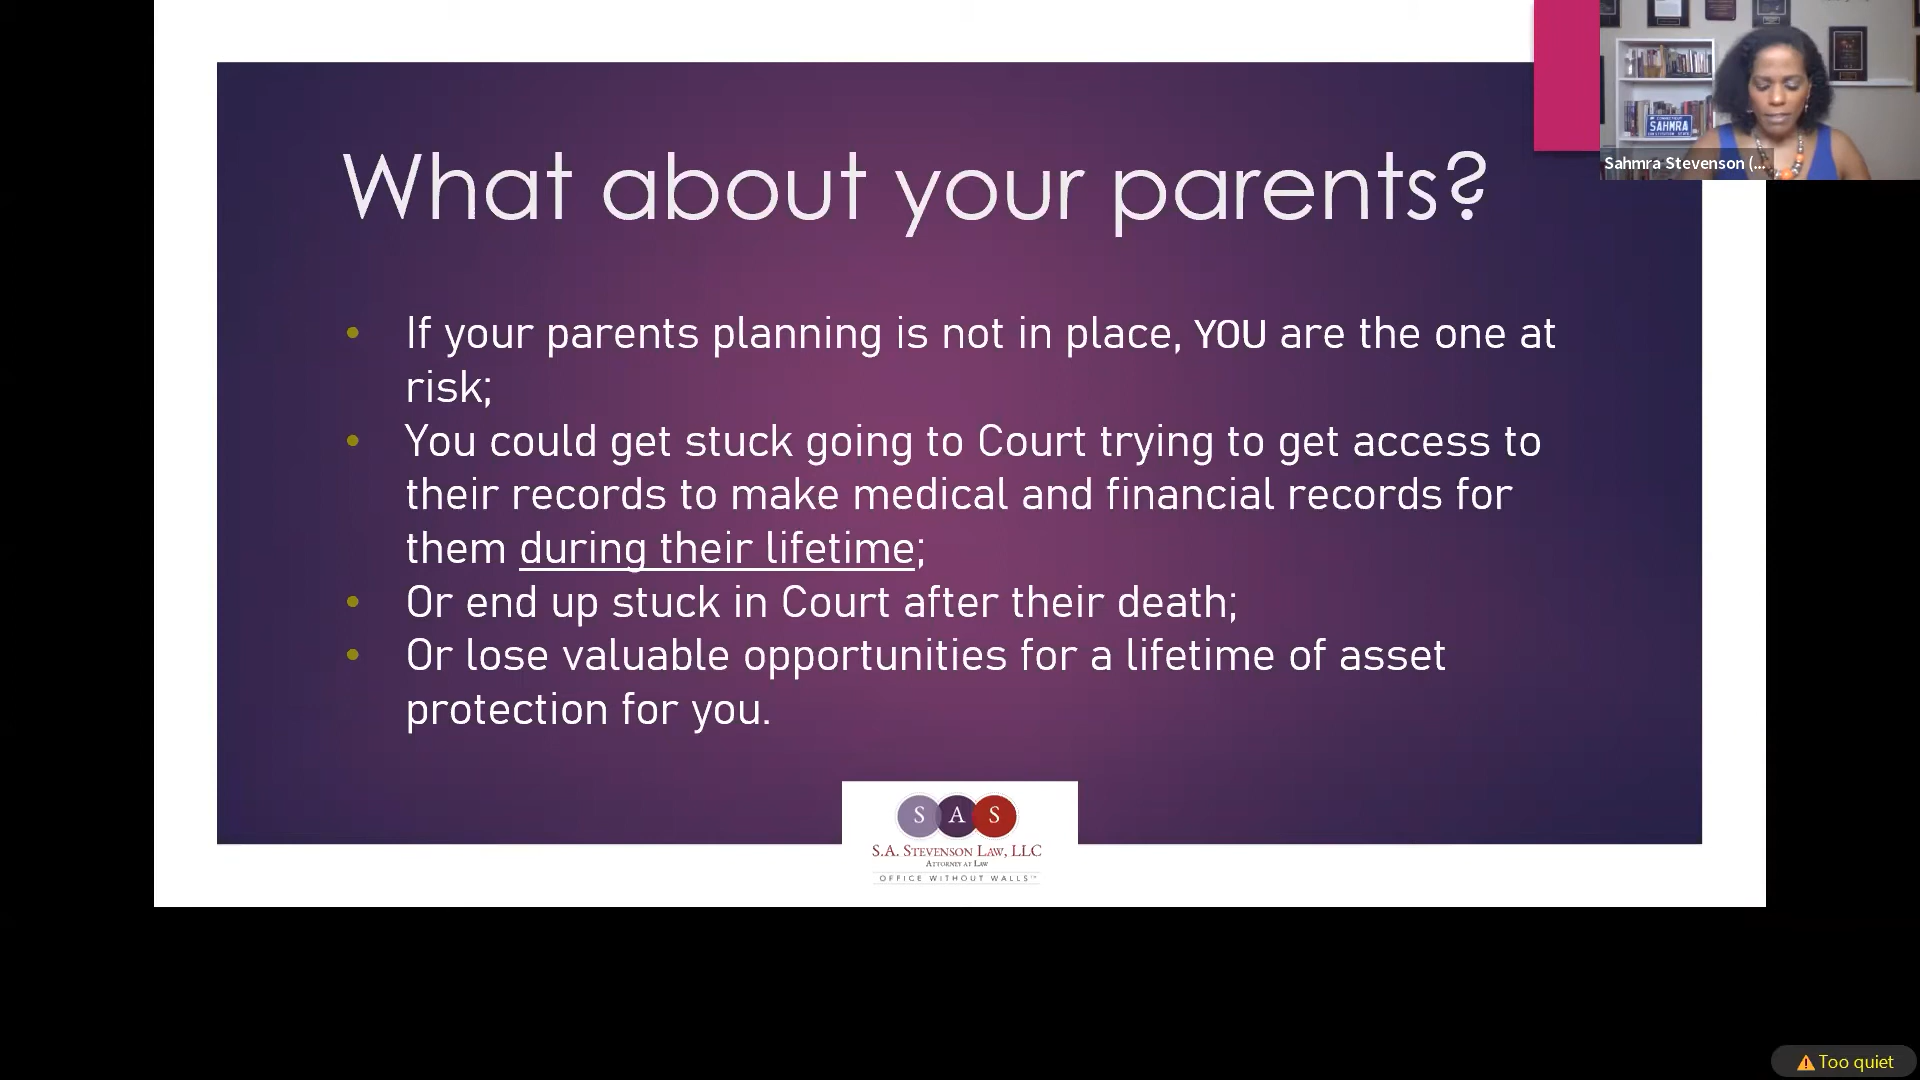 What about your parents?
• If your parents planning is not in place, YOU are the one at
risk;
• You could get stuck going to Court trying to get access to
their records to make medical and financial records for
them during their lifetime;
• Or end up stuck in Court after their death;
• Or lose valuable opportunities for a lifetime of asset
protection for you.
S A S
S.A. STEVENSON LAW, LLC
ATTORNEY AT LAW
OFFICE WITHOUT WALLS™
SAHMRA
Sahmra Stevenson (...
Too quiet